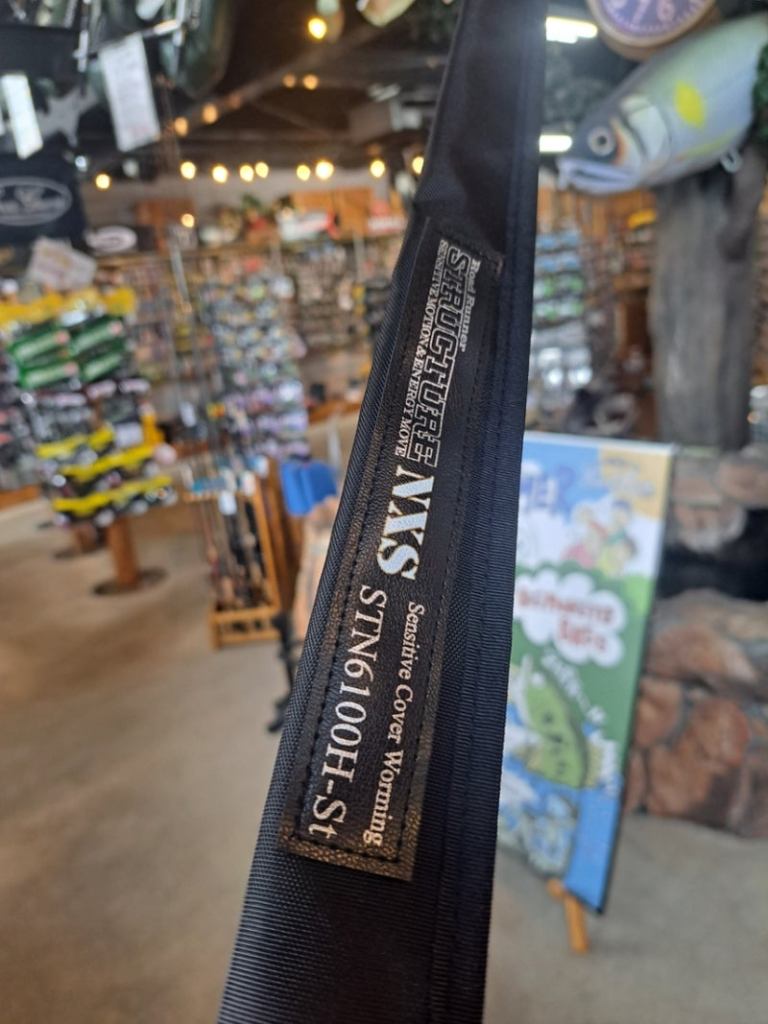 Road Runner
STRUCTURE
SENSITIVE MOTION & ENERGY MOVE
NXS
Sensitive Cover Worming
STN6100H-St